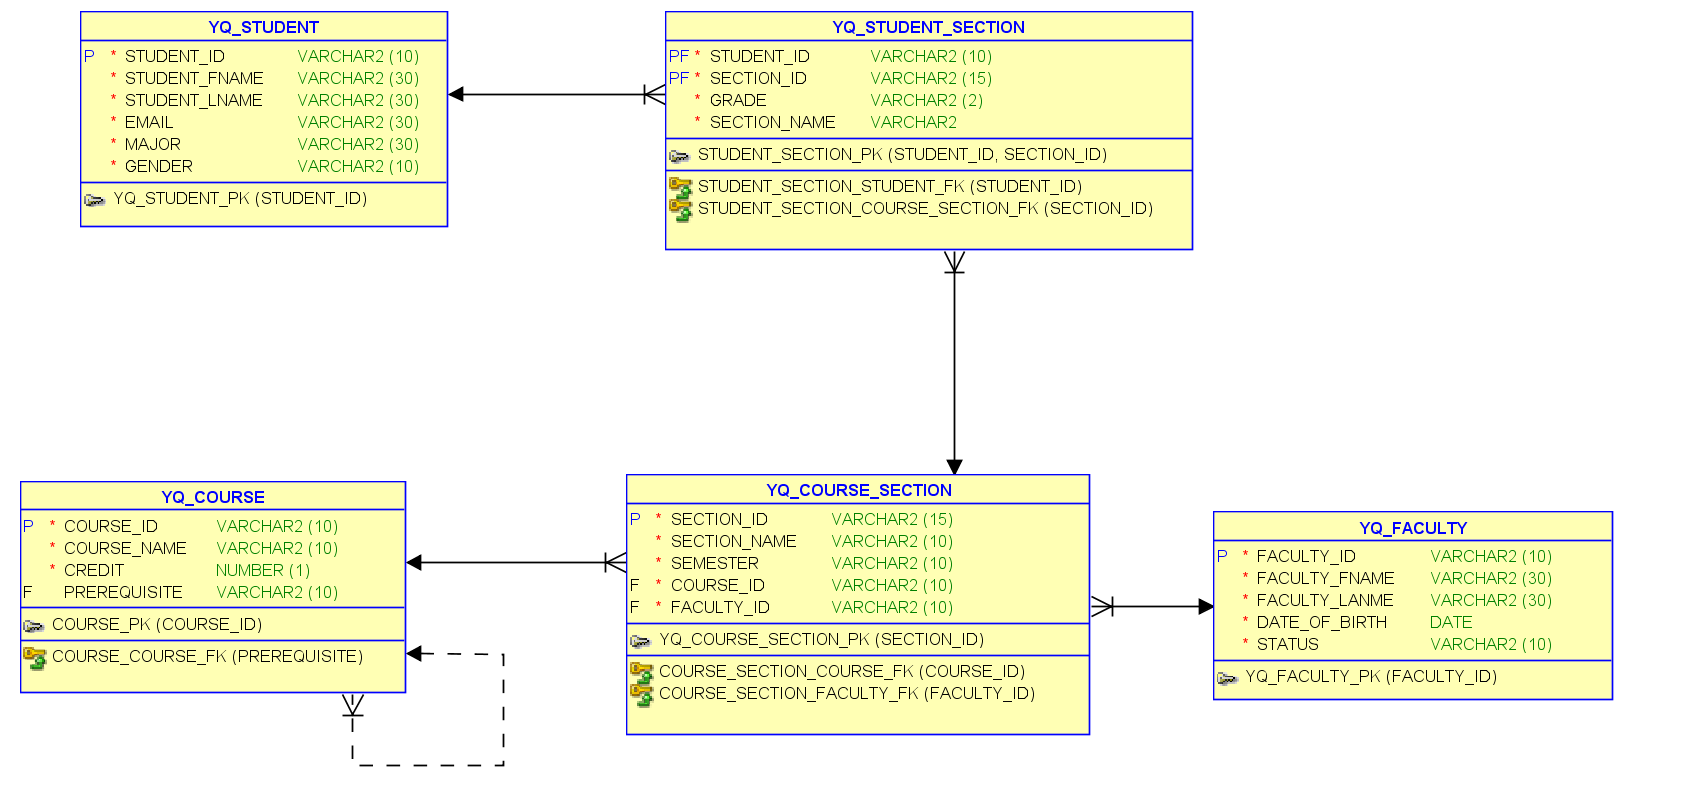 YQ_STUDENT
P * STUDENT_ID VARCHAR2 (10)
* STUDENT_FNAME VARCHAR2 (30)
* STUDENT_LNAME VARCHAR2 (30)
* EMAIL VARCHAR2 (30)
* MAJOR VARCHAR2 (30)
* GENDER VARCHAR2 (10)
YQ_STUDENT_PK (STUDENT_ID)
YQ_STUDENT_SECTION
PF * STUDENT_ID VARCHAR2 (10)
PF * SECTION_ID VARCHAR2 (15)
* GRADE VARCHAR2 (2)
* SECTION_NAME VARCHAR2
STUDENT_SECTION_PK (STUDENT_ID, SECTION_ID)
STUDENT_SECTION_STUDENT_FK (STUDENT_ID)
STUDENT_SECTION_COURSE_SECTION_FK (SECTION_ID)
YQ_COURSE
P * COURSE_ID VARCHAR2 (10)
* COURSE_NAME VARCHAR2 (10)
* CREDIT NUMBER (1)
F PREREQUISITE VARCHAR2 (10)
COURSE_PK (COURSE_ID)
COURSE_COURSE_FK (PREREQUISITE)
YQ_COURSE_SECTION
P * SECTION_ID VARCHAR2 (15)
* SECTION_NAME VARCHAR2 (10)
* SEMESTER VARCHAR2 (10)
F * COURSE_ID VARCHAR2 (10)
F * FACULTY_ID VARCHAR2 (10)
YQ_COURSE_SECTION_PK (SECTION_ID)
COURSE_SECTION_COURSE_FK (COURSE_ID)
COURSE_SECTION_FACULTY_FK (FACULTY_ID)
YQ_FACULTY
P * FACULTY_ID VARCHAR2 (10)
* FACULTY_FNAME VARCHAR2 (30)
* FACULTY_LANME VARCHAR2 (30)
* DATE_OF_BIRTH DATE
* STATUS VARCHAR2 (10)
YQ_FACULTY_PK (FACULTY_ID)